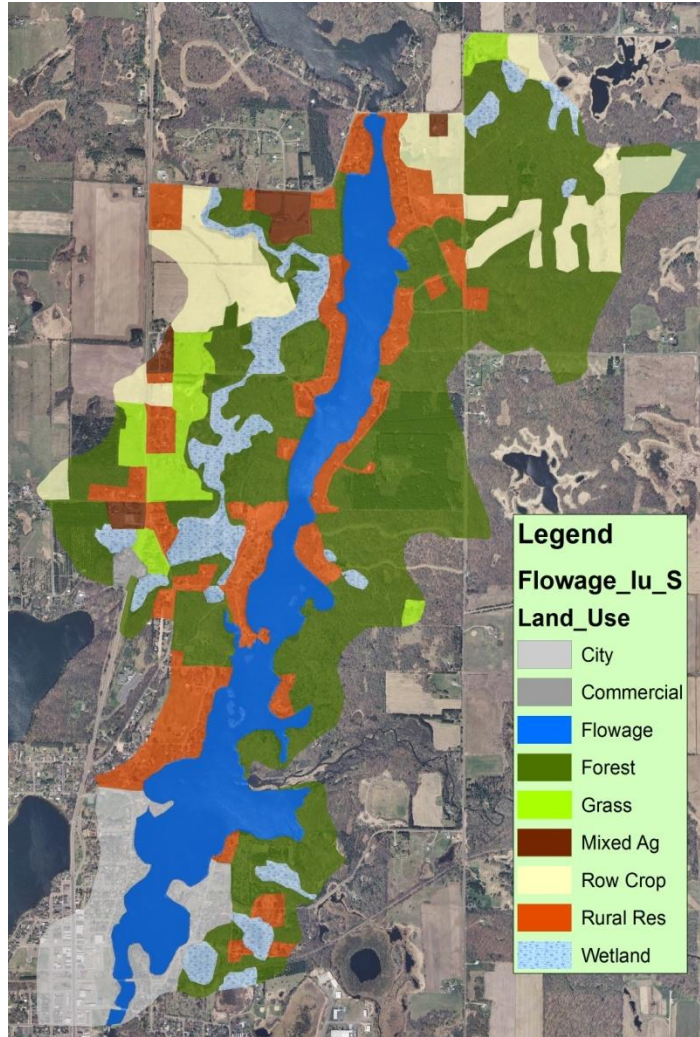 Legend
Flowage_lu_S
Land_Use
City
Commercial
Flowage
Forest
Grass
Mixed Ag
Row Crop
Rural Res
Wetland